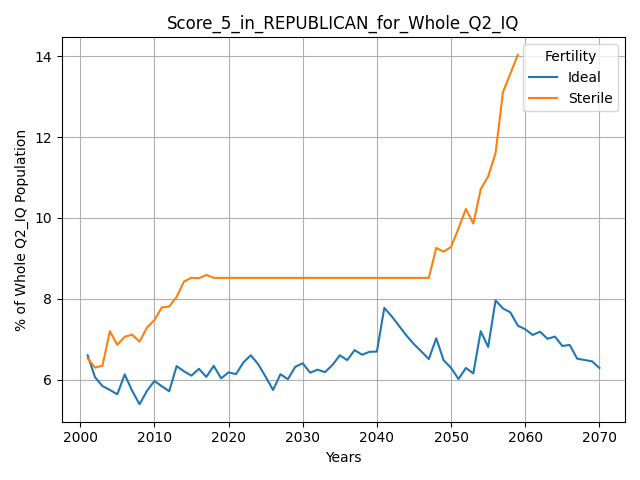 Score_5_in_REPUBLICAN_for_Whole_Q2_IQ
% of Whole Q2_IQ Population
14
12
10
8
6
Fertility
Ideal
Sterile
2000 2010 2020 2030 2040 2050 2060 2070
Years